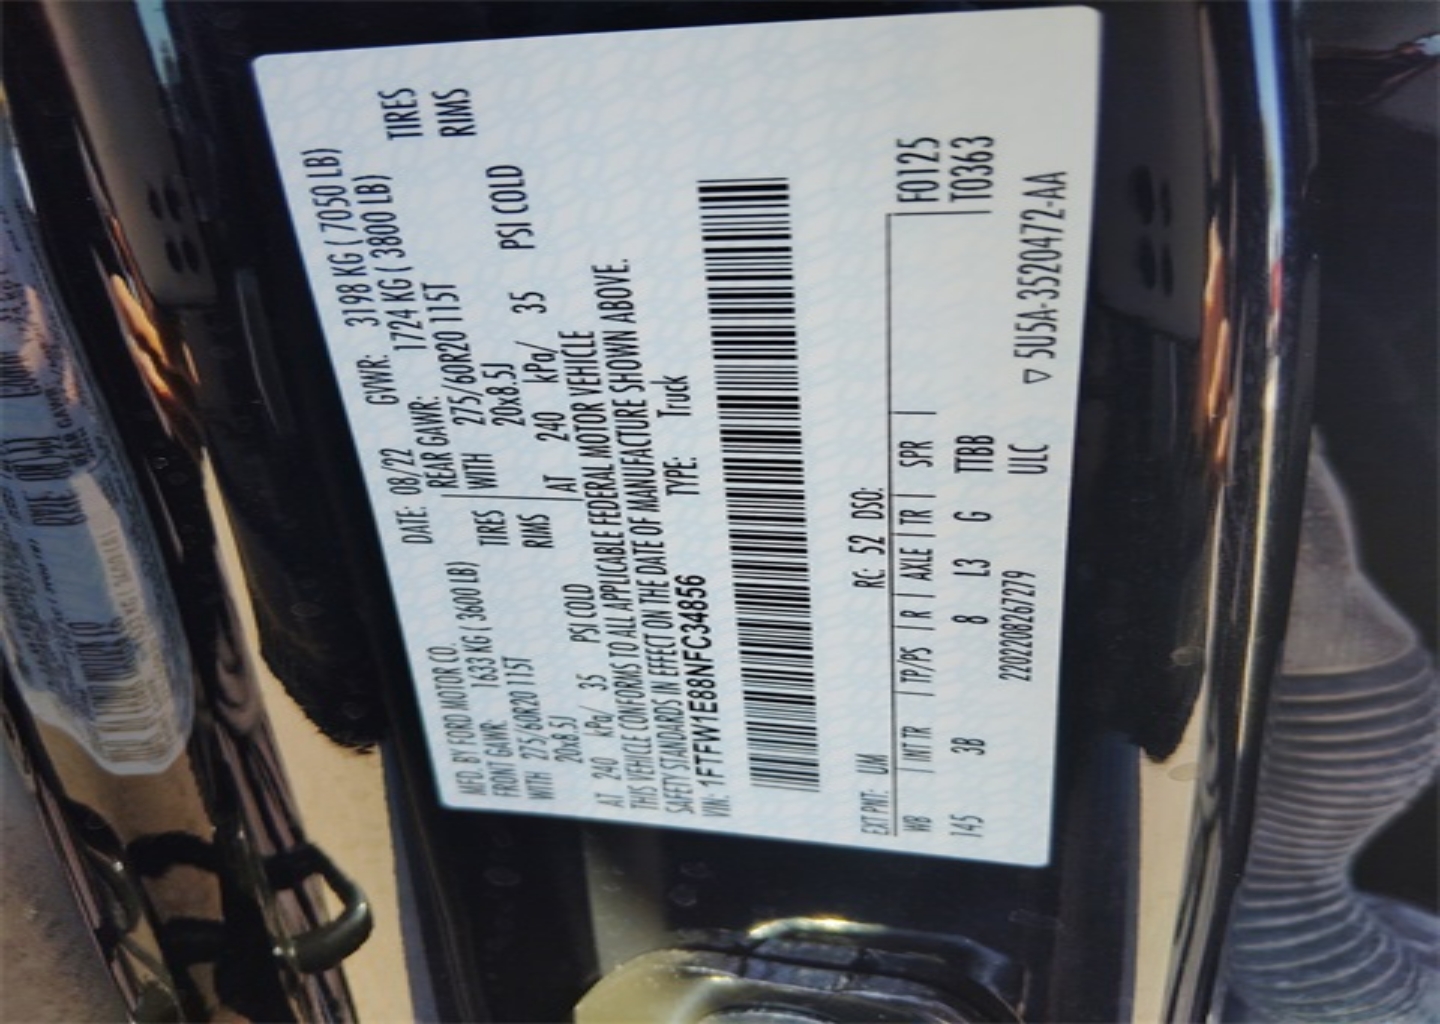 MFD. BY FORD MOTOR CO.
DATE: 08/22 GVWR: 3198 KG ( 7050 LB)
FRONT GAWR: 1633 KG ( 3600 LB) REAR GAWR: 1724 KG ( 3800 LB)
WITH 275/60R20 115T TIRES WITH 275/60R20 115T TIRES
20x8.5J RIMS 20x8.5J RIMS
AT 240 kPa/ 35 PSI COLD AT 240 kPa/ 35 PSI COLD
THIS VEHICLE CONFORMS TO ALL APPLICABLE FEDERAL MOTOR VEHICLE
SAFETY STANDARDS IN EFFECT ON THE DATE OF MANUFACTURE SHOWN ABOVE.
VIN: 1FTFW1E88NFC34856 TYPE: Truck
EXT PNT: UM RC: 52 DSO:
WB | INT TR | TP/PS | R | AXLE | TR | SPR | F0125
145 3B 8 L3 G TTBB T0363
2202208267279 ULC ▽ 5U5A-3520472-AA